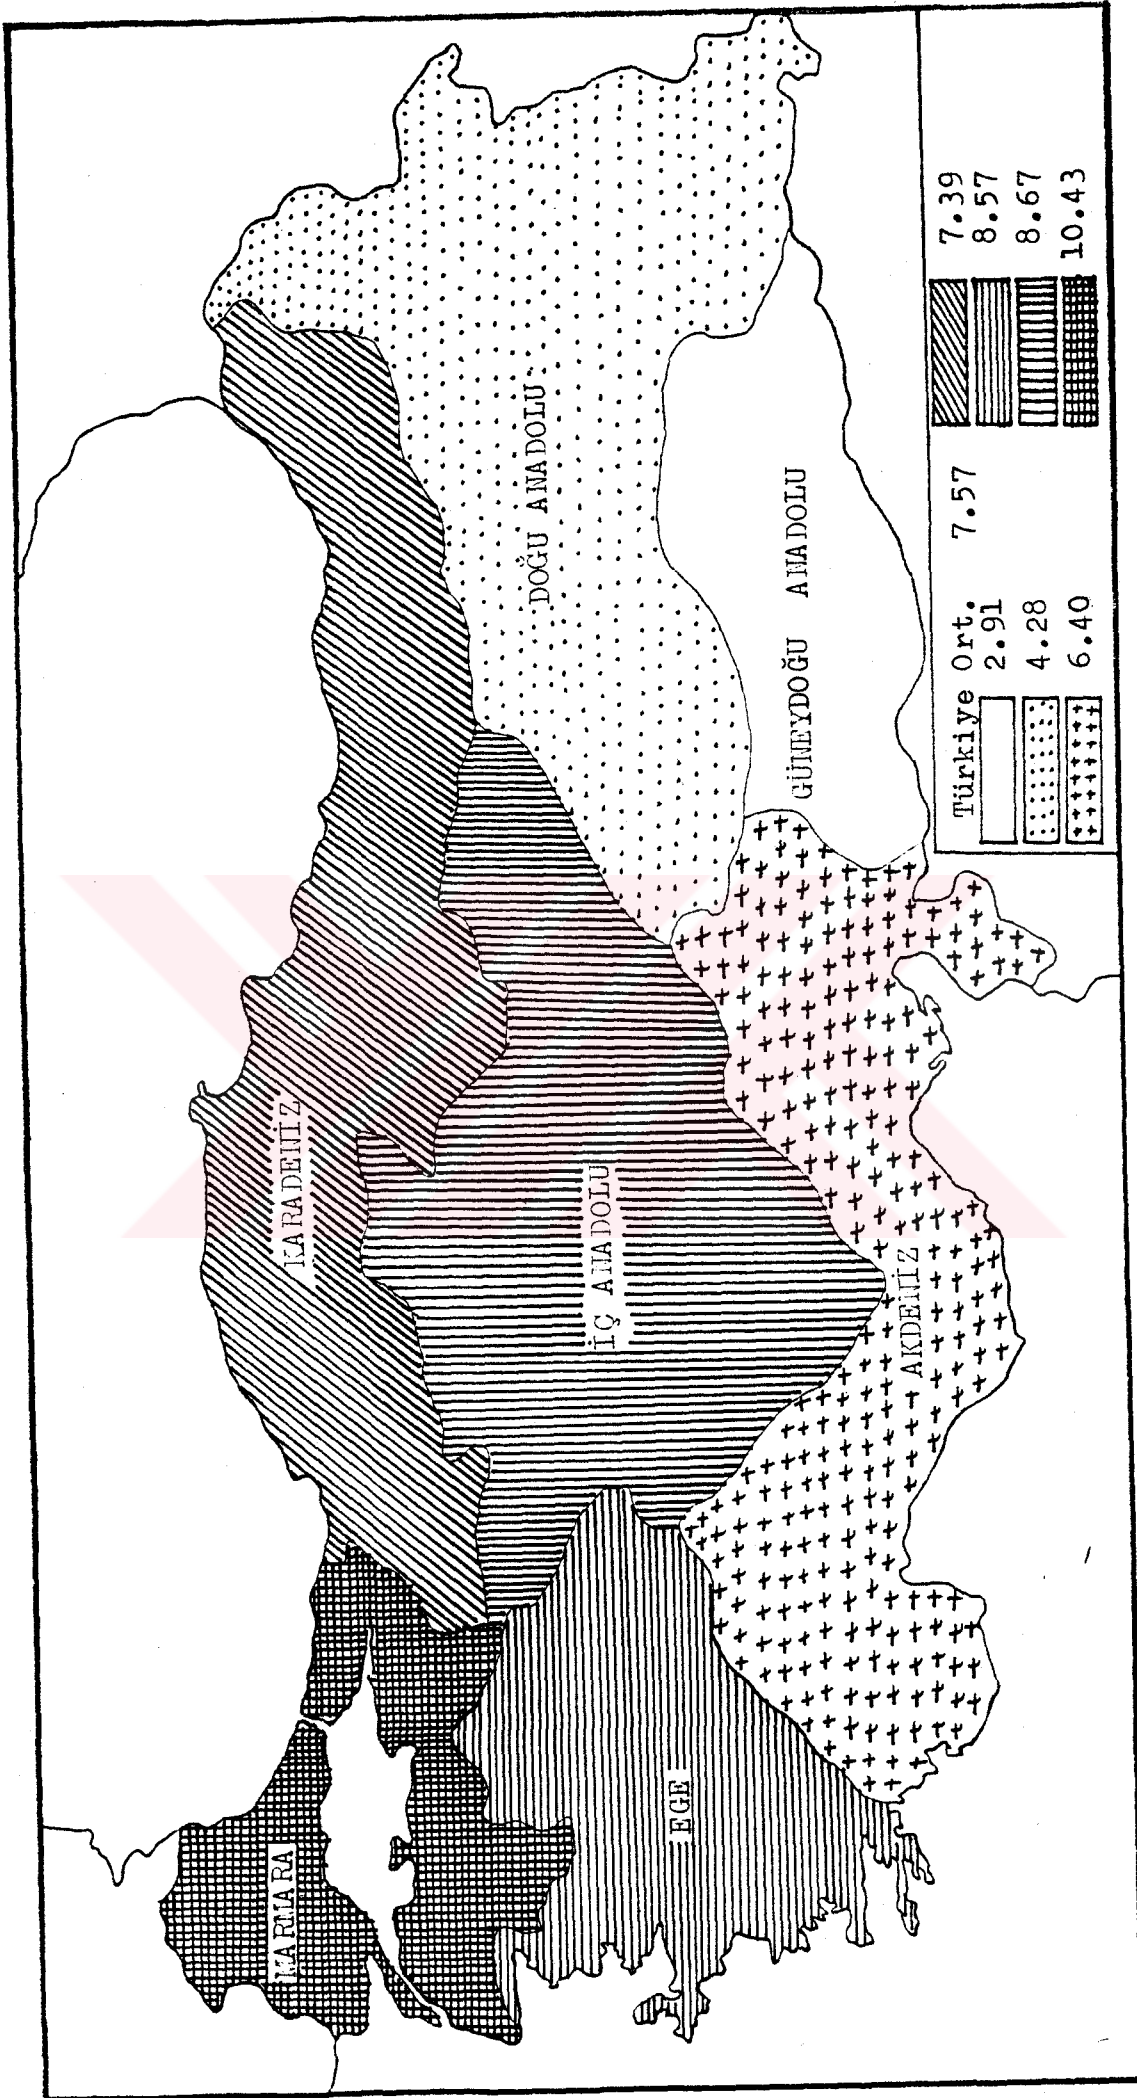 KARADENİZ
MARMARA
DOĞU ANADOLU
İÇ ANADOLU
EGE
GÜNEYDOĞU ANADOLU
AKDENİZ
Türkiye Ort. 7.57
2.91
4.28
6.40
7.39
8.57
8.67
10.43